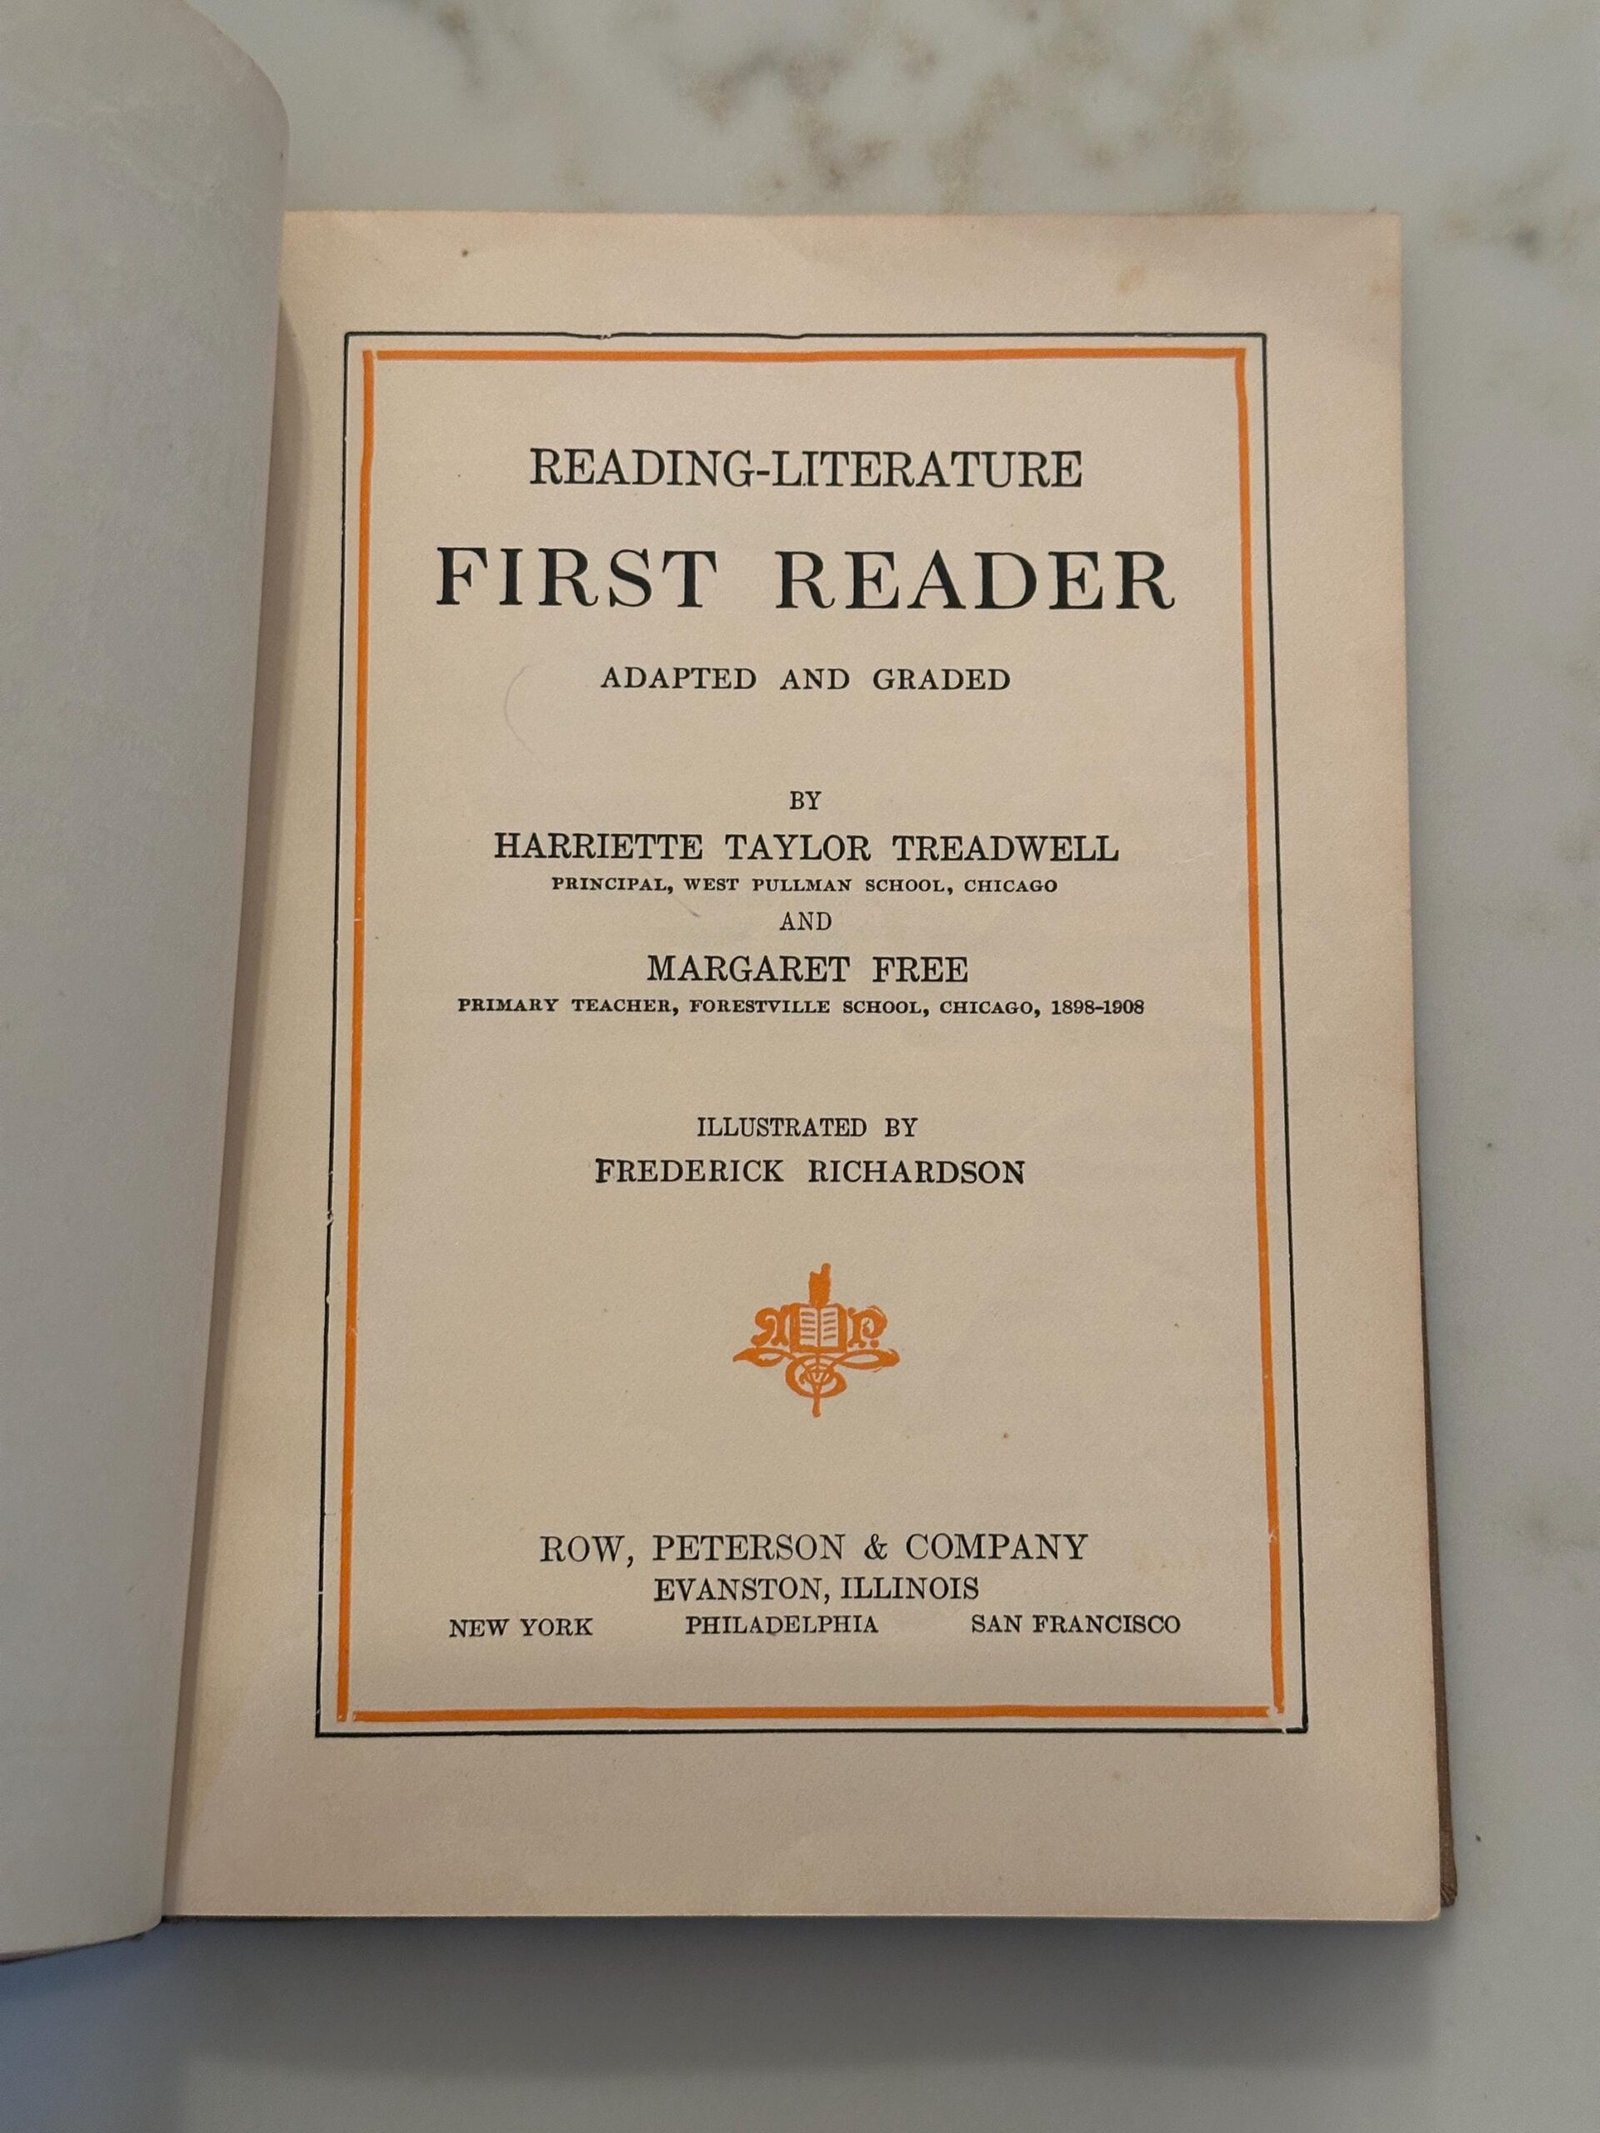 READING-LITERATURE
FIRST READER
ADAPTED AND GRADED
BY
HARRIETTE TAYLOR TREADWELL
PRINCIPAL, WEST PULLMAN SCHOOL, CHICAGO
AND
MARGARET FREE
PRIMARY TEACHER, FORESTVILLE SCHOOL, CHICAGO, 1898-1908
ILLUSTRATED BY
FREDERICK RICHARDSON
ROW, PETERSON & COMPANY
EVANSTON, ILLINOIS
NEW YORK PHILADELPHIA SAN FRANCISCO